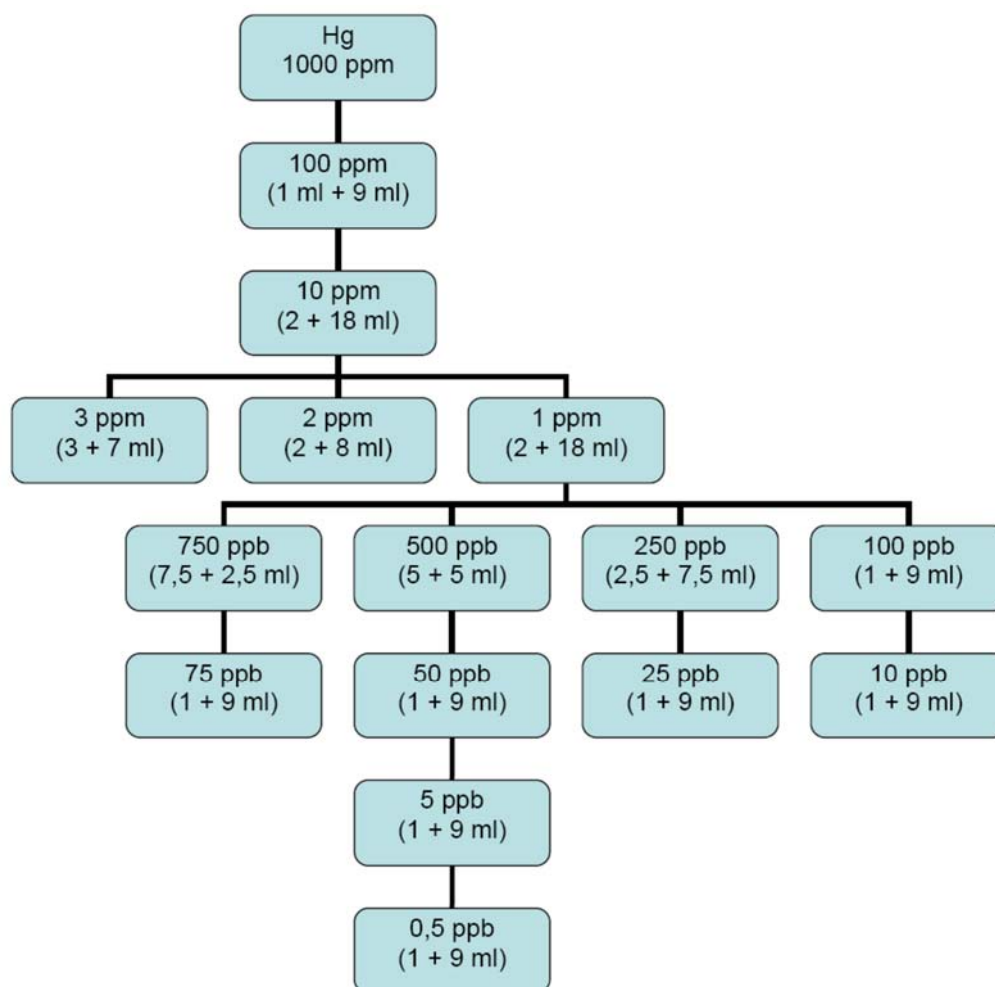 Hg
1000 ppm
100 ppm
(1 ml + 9 ml)
10 ppm
(2 + 18 ml)
3 ppm
(3 + 7 ml)
2 ppm
(2 + 8 ml)
1 ppm
(2 + 18 ml)
750 ppb
(7,5 + 2,5 ml)
500 ppb
(5 + 5 ml)
250 ppb
(2,5 + 7,5 ml)
100 ppb
(1 + 9 ml)
75 ppb
(1 + 9 ml)
50 ppb
(1 + 9 ml)
25 ppb
(1 + 9 ml)
10 ppb
(1 + 9 ml)
5 ppb
(1 + 9 ml)
0,5 ppb
(1 + 9 ml)